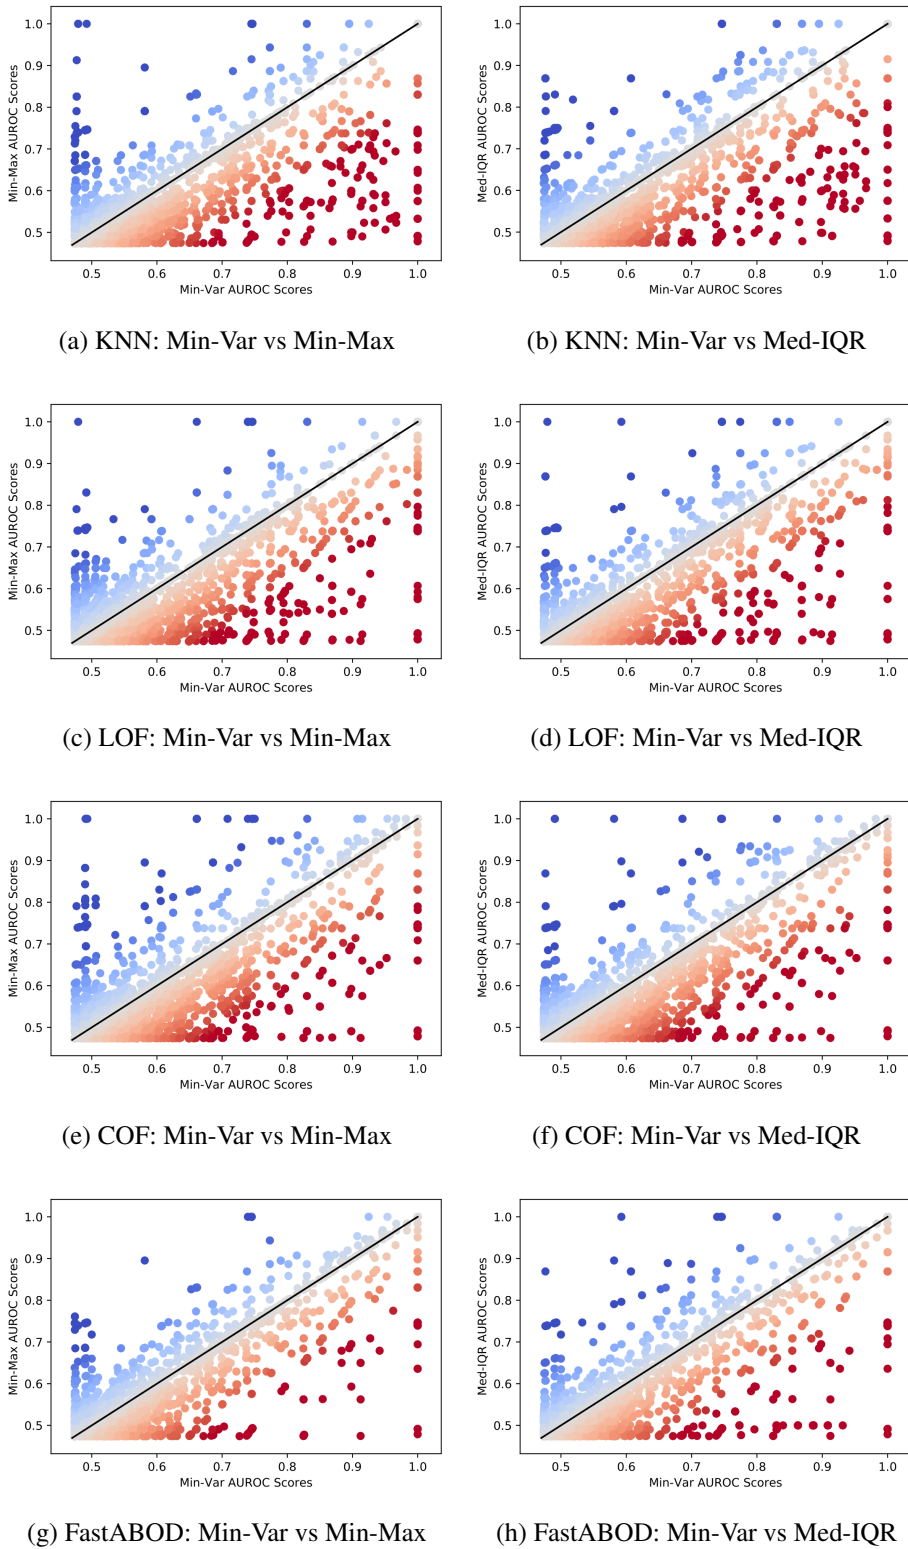 1.0
0.9
0.8
0.7
0.6
0.5
Min-Max AUROC Scores
0.5 0.6 0.7 0.8 0.9 1.0
Min-Var AUROC Scores
(a) KNN: Min-Var vs Min-Max
1.0
0.9
0.8
0.7
0.6
0.5
Med-IQR AUROC Scores
0.5 0.6 0.7 0.8 0.9 1.0
Min-Var AUROC Scores
(b) KNN: Min-Var vs Med-IQR
1.0
0.9
0.8
0.7
0.6
0.5
Min-Max AUROC Scores
0.5 0.6 0.7 0.8 0.9 1.0
Min-Var AUROC Scores
(c) LOF: Min-Var vs Min-Max
1.0
0.9
0.8
0.7
0.6
0.5
Med-IQR AUROC Scores
0.5 0.6 0.7 0.8 0.9 1.0
Min-Var AUROC Scores
(d) LOF: Min-Var vs Med-IQR
1.0
0.9
0.8
0.7
0.6
0.5
Min-Max AUROC Scores
0.5 0.6 0.7 0.8 0.9 1.0
Min-Var AUROC Scores
(e) COF: Min-Var vs Min-Max
1.0
0.9
0.8
0.7
0.6
0.5
Med-IQR AUROC Scores
0.5 0.6 0.7 0.8 0.9 1.0
Min-Var AUROC Scores
(f) COF: Min-Var vs Med-IQR
1.0
0.9
0.8
0.7
0.6
0.5
Min-Max AUROC Scores
0.5 0.6 0.7 0.8 0.9 1.0
Min-Var AUROC Scores
(g) FastABOD: Min-Var vs Min-Max
1.0
0.9
0.8
0.7
0.6
0.5
Med-IQR AUROC Scores
0.5 0.6 0.7 0.8 0.9 1.0
Min-Var AUROC Scores
(h) FastABOD: Min-Var vs Med-IQR